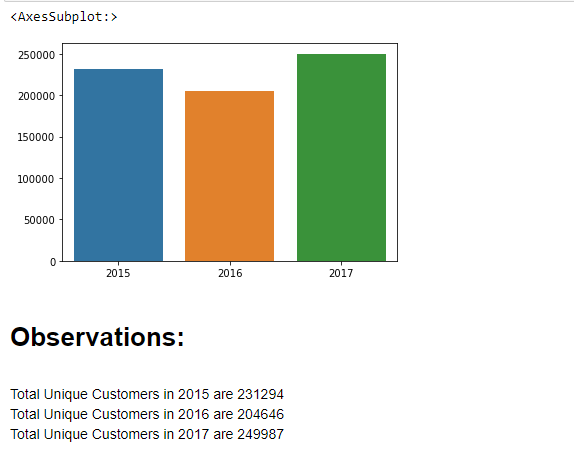 <AxesSubplot:>
250000
200000
150000
100000
50000
0
2015 2016 2017
Observations:
Total Unique Customers in 2015 are 231294
Total Unique Customers in 2016 are 204646
Total Unique Customers in 2017 are 249987